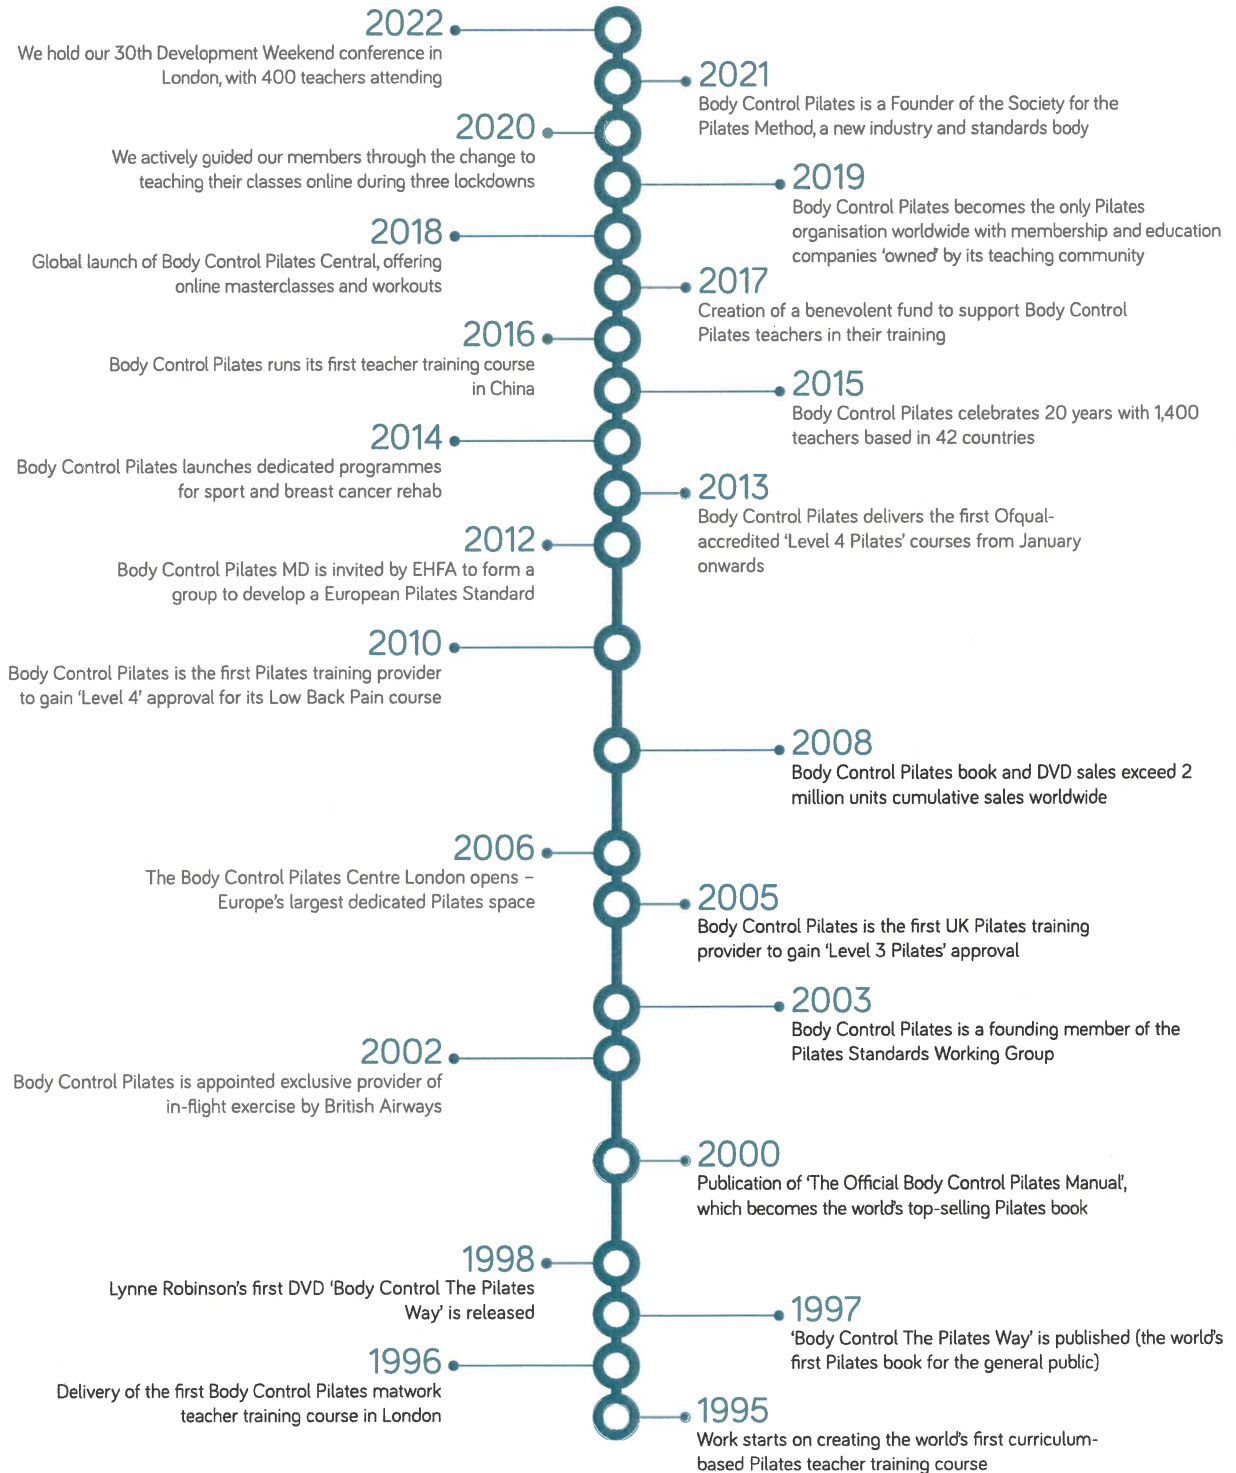 2022
We hold our 30th Development Weekend conference in
London, with 400 teachers attending
2021
Body Control Pilates is a Founder of the Society for the
Pilates Method, a new industry and standards body
2020
We actively guided our members through the change to
teaching their classes online during three lockdowns
2019
Body Control Pilates becomes the only Pilates
organisation worldwide with membership and education
companies 'owned' by its teaching community
2018
Global launch of Body Control Pilates Central, offering
online masterclasses and workouts
2017
Creation of a benevolent fund to support Body Control
Pilates teachers in their training
2016
Body Control Pilates runs its first teacher training course
in China
2015
Body Control Pilates celebrates 20 years with 1,400
teachers based in 42 countries
2014
Body Control Pilates launches dedicated programmes
for sport and breast cancer rehab
2013
Body Control Pilates delivers the first Ofqual-
accredited 'Level 4 Pilates' courses from January
onwards
2012
Body Control Pilates MD is invited by EHFA to form a
group to develop a European Pilates Standard
2010
Body Control Pilates is the first Pilates training provider
to gain 'Level 4' approval for its Low Back Pain course
2008
Body Control Pilates book and DVD sales exceed 2
million units cumulative sales worldwide
2006
The Body Control Pilates Centre London opens –
Europe's largest dedicated Pilates space
2005
Body Control Pilates is the first UK Pilates training
provider to gain 'Level 3 Pilates' approval
2003
Body Control Pilates is a founding member of the
Pilates Standards Working Group
2002
Body Control Pilates is appointed exclusive provider of
in-flight exercise by British Airways
2000
Publication of 'The Official Body Control Pilates Manual',
which becomes the world's top-selling Pilates book
1998
Lynne Robinson's first DVD 'Body Control The Pilates
Way' is released
1997
'Body Control The Pilates Way' is published (the world's
first Pilates book for the general public)
1996
Delivery of the first Body Control Pilates matwork
teacher training course in London
1995
Work starts on creating the world's first curriculum-
based Pilates teacher training course